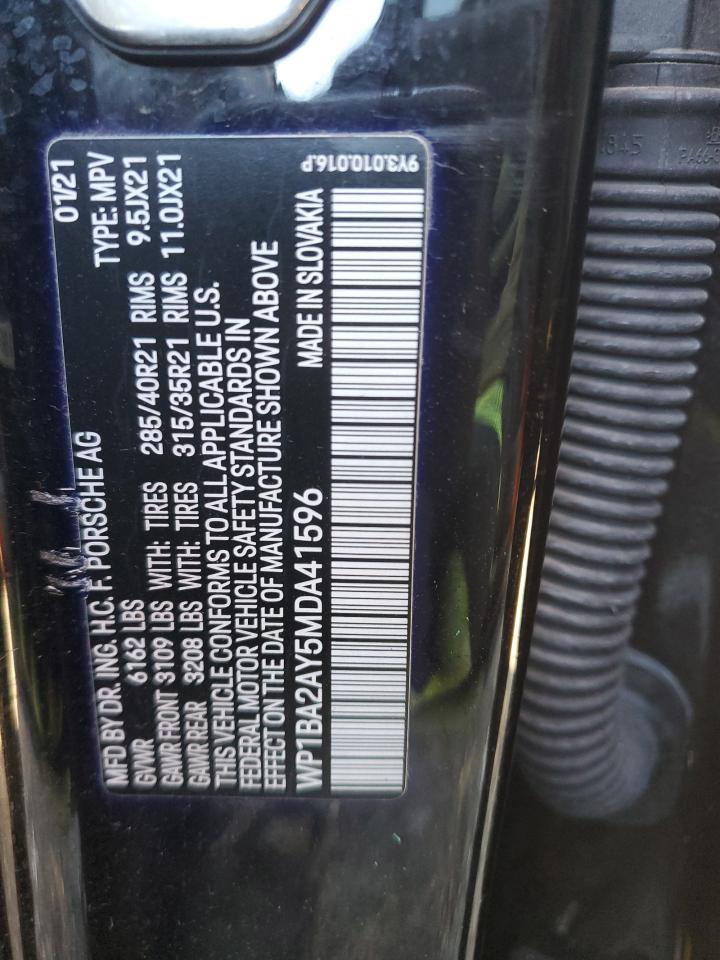 01/21
MFD BY DR. ING. H.C. F. PORSCHE AG TYPE: MPV
GVWR 6162 LBS
GAWR FRONT 3109 LBS WITH: TIRES 285/40R21 RIMS 9.5JX21
GAWR REAR 3208 LBS WITH: TIRES 315/35R21 RIMS 11.0JX21
THIS VEHICLE CONFORMS TO ALL APPLICABLE U.S.
FEDERAL MOTOR VEHICLE SAFETY STANDARDS IN
EFFECT ON THE DATE OF MANUFACTURE SHOWN ABOVE
WP1BA2AY5MDA41596 MADE IN SLOVAKIA
9Y3.010.016.P